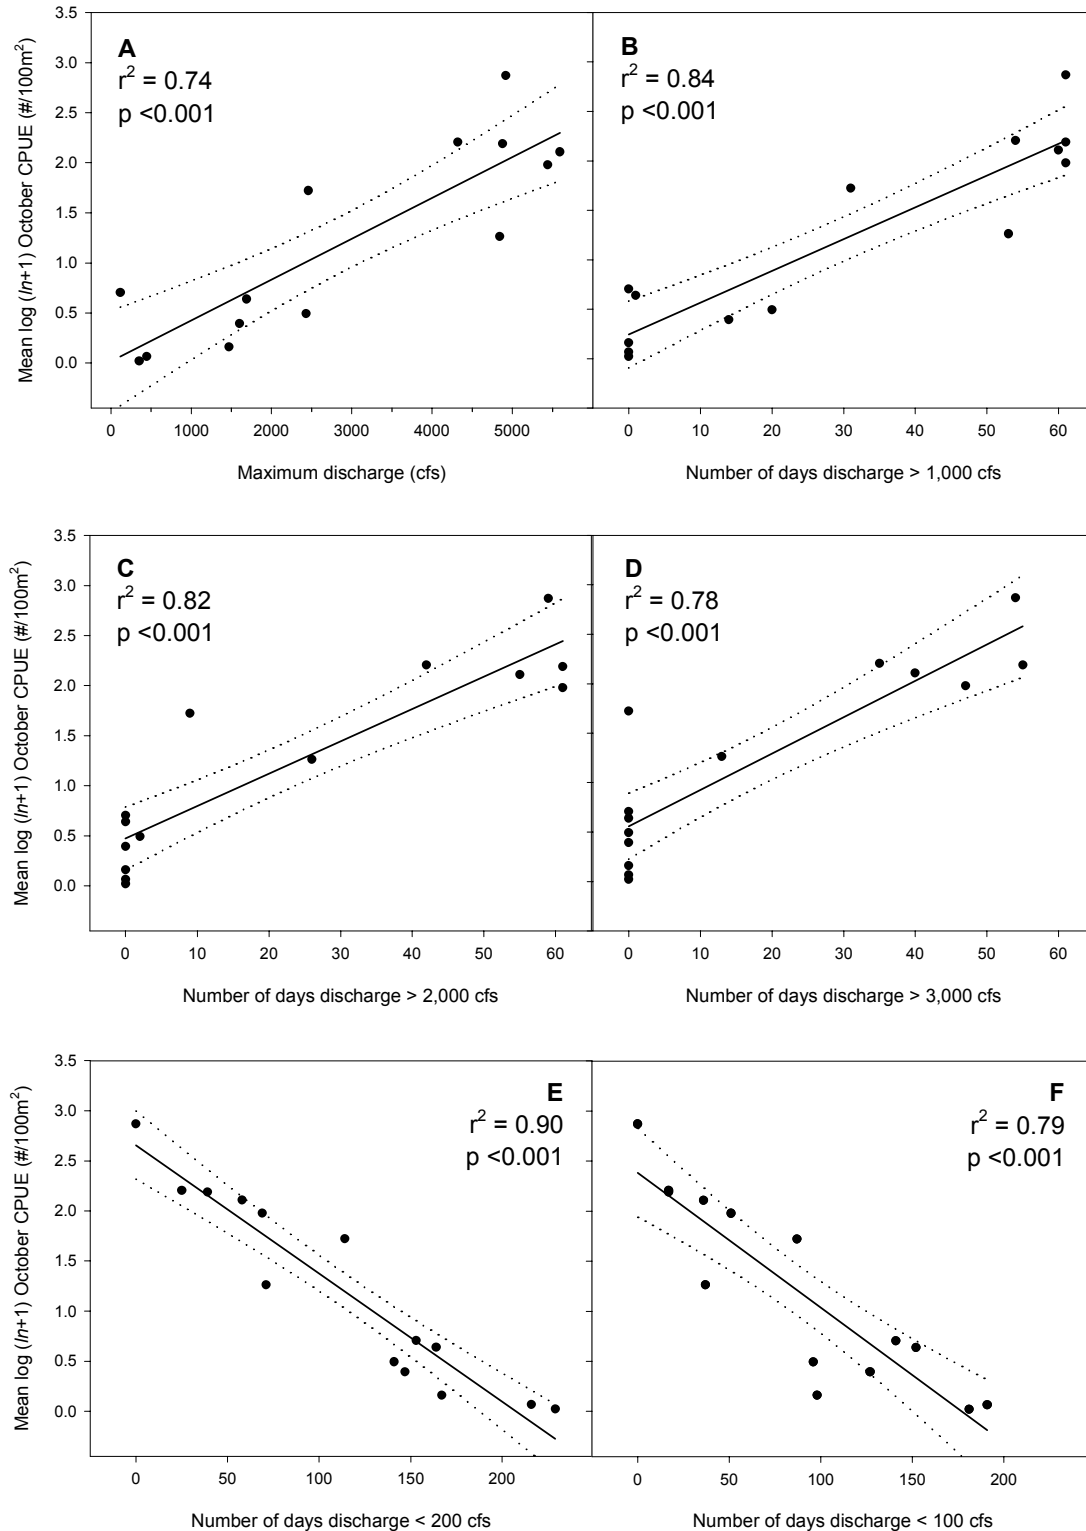 3.5
3.0
2.5
2.0
1.5
1.0
0.5
0.0
Mean log (ln+1) October CPUE (#/100m²)
A
r² = 0.74
p <0.001
0 1000 2000 3000 4000 5000
Maximum discharge (cfs)
B
r² = 0.84
p <0.001
0 10 20 30 40 50 60
Number of days discharge > 1,000 cfs
3.5
3.0
2.5
2.0
1.5
1.0
0.5
0.0
Mean log (ln+1) October CPUE (#/100m²)
C
r² = 0.82
p <0.001
0 10 20 30 40 50 60
Number of days discharge > 2,000 cfs
D
r² = 0.78
p <0.001
0 10 20 30 40 50 60
Number of days discharge > 3,000 cfs
3.5
3.0
2.5
2.0
1.5
1.0
0.5
0.0
Mean log (ln+1) October CPUE (#/100m²)
E
r² = 0.90
p <0.001
0 50 100 150 200
Number of days discharge < 200 cfs
F
r² = 0.79
p <0.001
0 50 100 150 200
Number of days discharge < 100 cfs